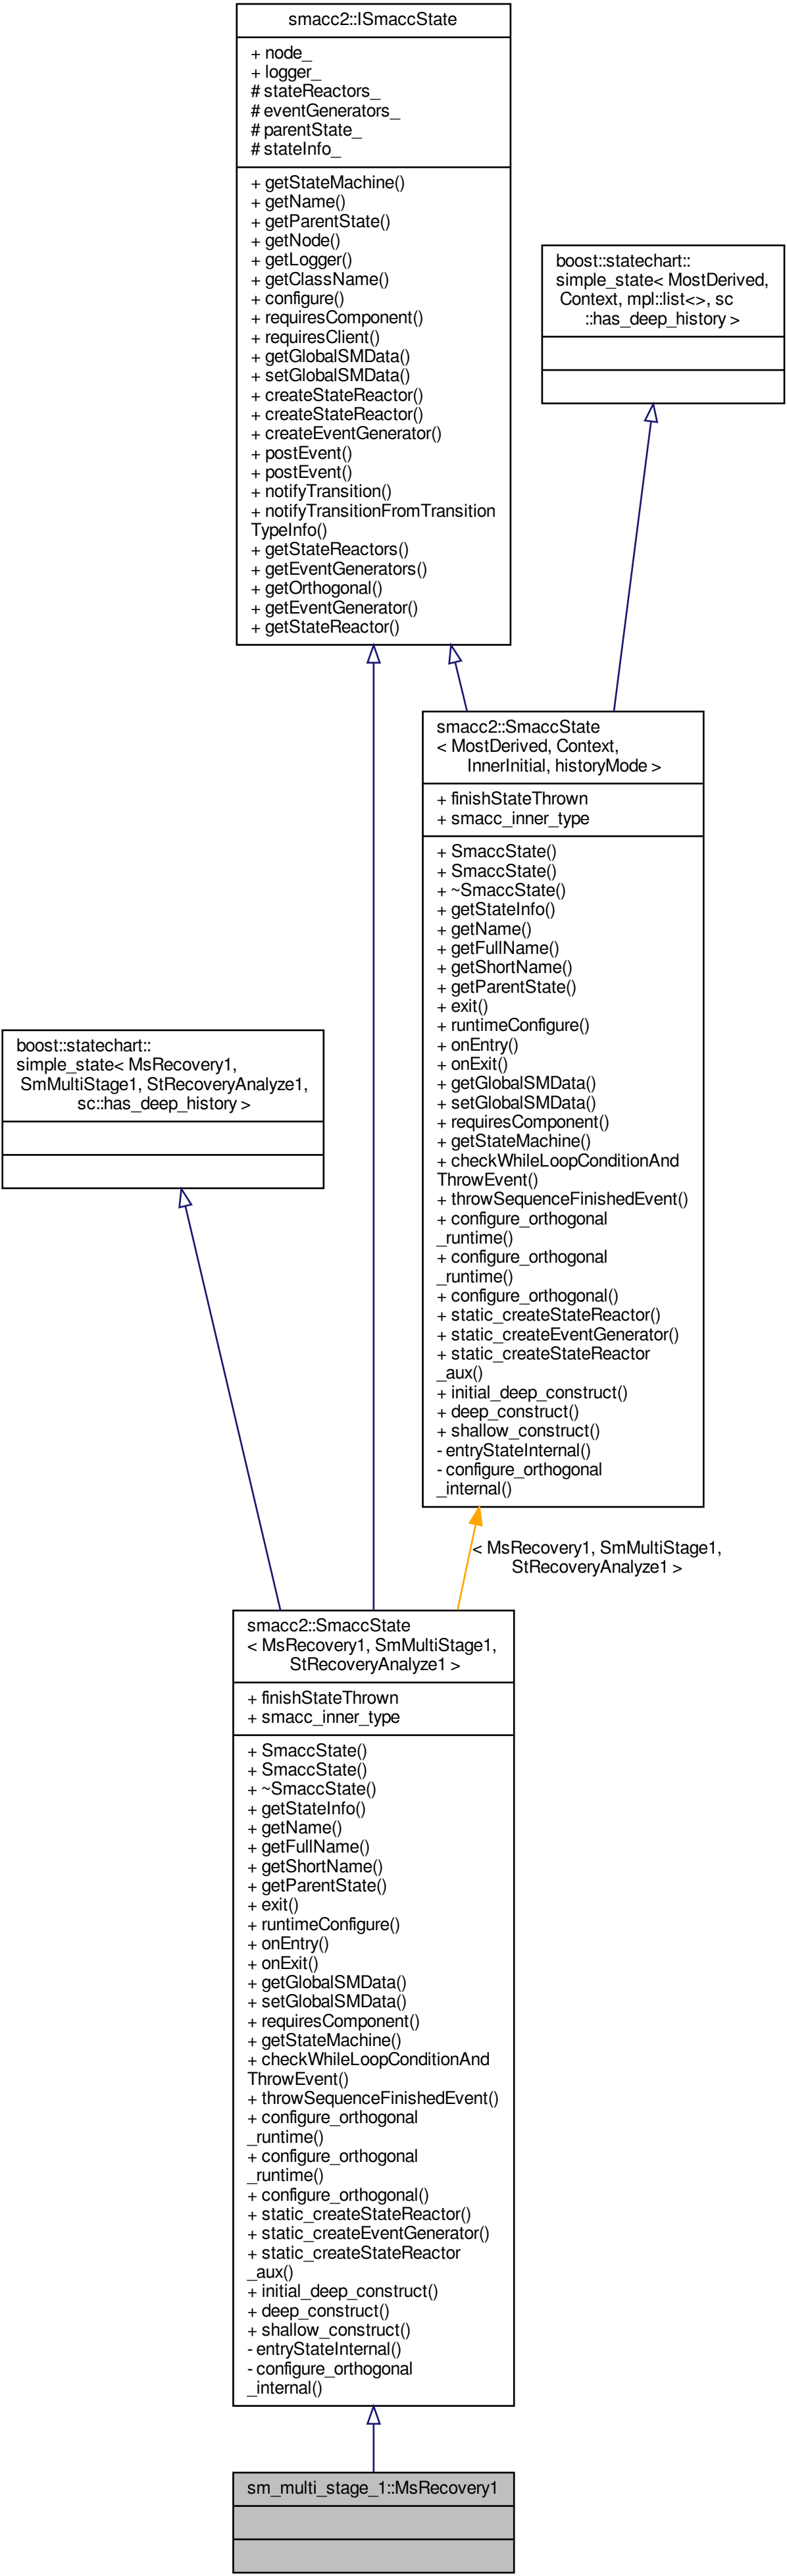 smacc2::ISmaccState
+ node_
+ logger_
# stateReactors_
# eventGenerators_
# parentState_
# stateInfo_
+ getStateMachine()
+ getName()
+ getParentState()
+ getNode()
+ getLogger()
+ getClassName()
+ configure()
+ requiresComponent()
+ requiresClient()
+ getGlobalSMData()
+ setGlobalSMData()
+ createStateReactor()
+ createStateReactor()
+ createEventGenerator()
+ postEvent()
+ postEvent()
+ notifyTransition()
+ notifyTransitionFromTransition
TypeInfo()
+ getStateReactors()
+ getEventGenerators()
+ getOrthogonal()
+ getEventGenerator()
+ getStateReactor()
boost::statechart::
simple_state< MostDerived,
Context, mpl::list<>, sc
::has_deep_history >
smacc2::SmaccState
< MostDerived, Context,
InnerInitial, historyMode >
+ finishStateThrown
+ smacc_inner_type
+ SmaccState()
+ SmaccState()
+ ~SmaccState()
+ getStateInfo()
+ getName()
+ getFullName()
+ getShortName()
+ getParentState()
+ exit()
+ runtimeConfigure()
+ onEntry()
+ onExit()
+ getGlobalSMData()
+ setGlobalSMData()
+ requiresComponent()
+ getStateMachine()
+ checkWhileLoopConditionAnd
ThrowEvent()
+ throwSequenceFinishedEvent()
+ configure_orthogonal
_runtime()
+ configure_orthogonal
_runtime()
+ configure_orthogonal()
+ static_createStateReactor()
+ static_createEventGenerator()
+ static_createStateReactor
_aux()
+ initial_deep_construct()
+ deep_construct()
+ shallow_construct()
- entryStateInternal()
- configure_orthogonal
_internal()
boost::statechart::
simple_state< MsRecovery1,
SmMultiStage1, StRecoveryAnalyze1,
sc::has_deep_history >
< MsRecovery1, SmMultiStage1,
StRecoveryAnalyze1 >
smacc2::SmaccState
< MsRecovery1, SmMultiStage1,
StRecoveryAnalyze1 >
+ finishStateThrown
+ smacc_inner_type
+ SmaccState()
+ SmaccState()
+ ~SmaccState()
+ getStateInfo()
+ getName()
+ getFullName()
+ getShortName()
+ getParentState()
+ exit()
+ runtimeConfigure()
+ onEntry()
+ onExit()
+ getGlobalSMData()
+ setGlobalSMData()
+ requiresComponent()
+ getStateMachine()
+ checkWhileLoopConditionAnd
ThrowEvent()
+ throwSequenceFinishedEvent()
+ configure_orthogonal
_runtime()
+ configure_orthogonal
_runtime()
+ configure_orthogonal()
+ static_createStateReactor()
+ static_createEventGenerator()
+ static_createStateReactor
_aux()
+ initial_deep_construct()
+ deep_construct()
+ shallow_construct()
- entryStateInternal()
- configure_orthogonal
_internal()
sm_multi_stage_1::MsRecovery1